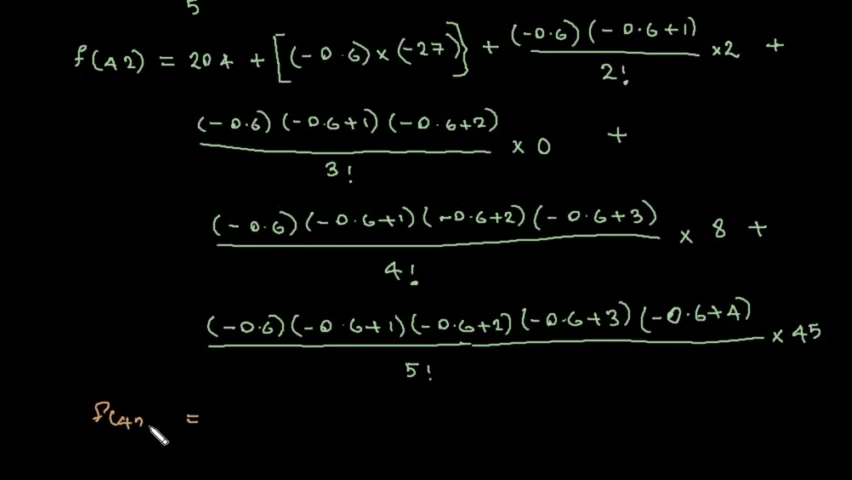 5
f(42) = 204 + [(-0.6) × (-27)} + (-0.6)(-0.6+1) / 2! ×2 +
(-0.6)(-0.6+1)(-0.6+2) / 3! × 0 +
(-0.6)(-0.6+1)(-0.6+2)(-0.6+3) / 4! × 8 +
(-0.6)(-0.6+1)(-0.6+2)(-0.6+3)(-0.6+4) / 5! × 45
f(42 =